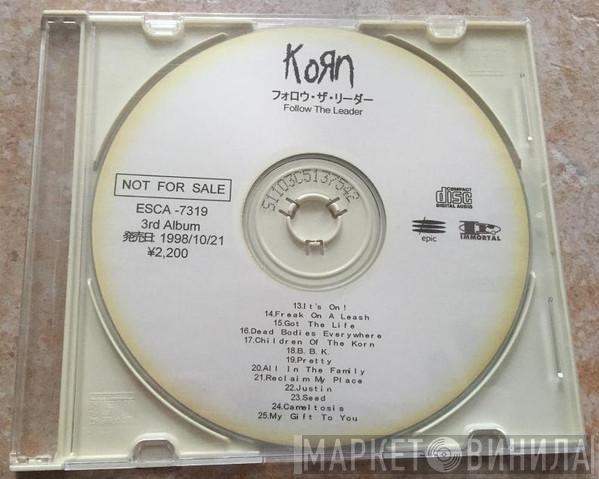 KoЯn
フォロウ・ザ・リーダー
Follow The Leader
NOT FOR SALE
ESCA -7319
3rd Album
発売日: 1998/10/21
¥2,200
51103C5137542
COMPACT
disc
DIGITAL AUDIO
epic
IMMORTAL
13.It's On!
14.Freak On A Leash
15.Got The Life
16.Dead Bodies Everywhere
17.Children Of The Korn
18.B. B. K.
19.Pretty
20.All In The Family
21.Reclaim My Place
22.Justin
23.Seed
24.Cameltosis
25.My Gift To You
МАРКЕТ ВИНИЛА